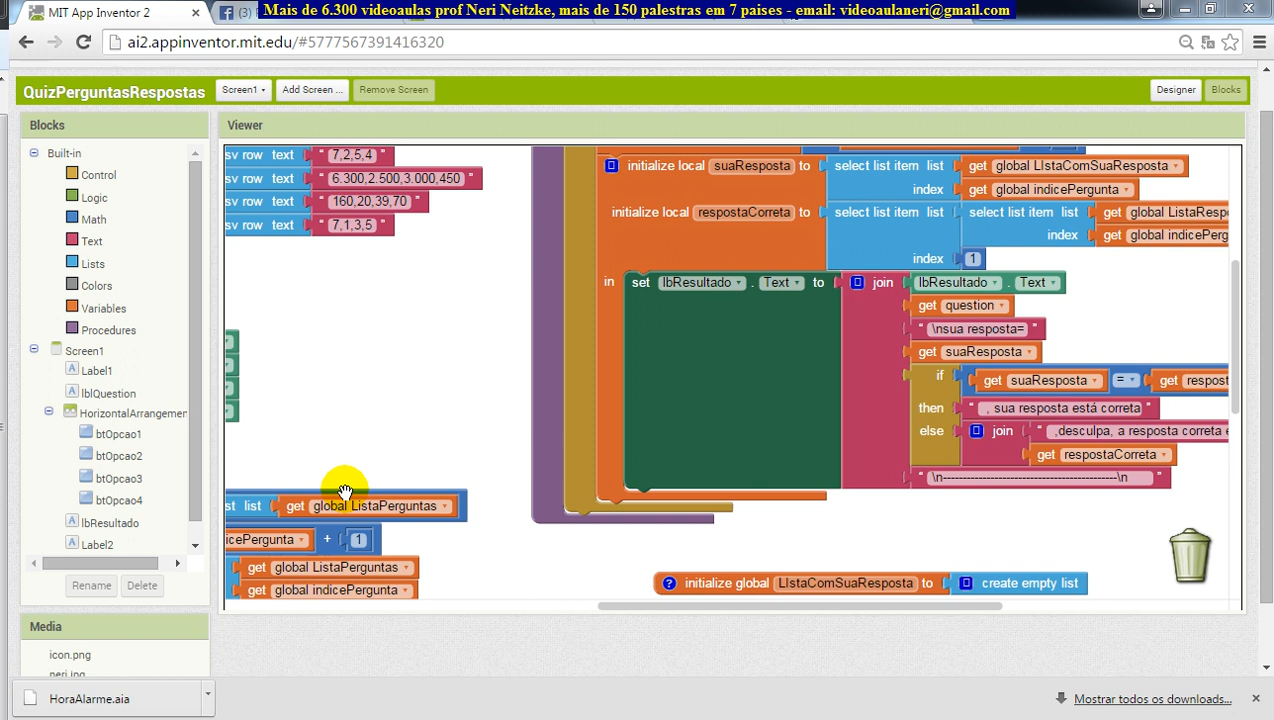 MIT App Inventor 2
(3)
Mais de 6.300 videoaulas prof Neri Neitzke, mais de 150 palestras em 7 paises - email: videoaulaneri@gmail.com
ai2.appinventor.mit.edu/#5777567391416320
QuizPerguntasRespostas
Screen1
Add Screen ...
Remove Screen
Designer
Blocks
Blocks
Viewer
Built-in
Control
Logic
Math
Text
Lists
Colors
Variables
Procedures
Screen1
Label1
lblQuestion
HorizontalArrangemen
btOpcao1
btOpcao2
btOpcao3
btOpcao4
lbResultado
Label2
Rename
Delete
Media
icon.png
sv row text " 7,2,5,4 "
sv row text " 6.300,2.500,3.000,450 "
sv row text " 160,20,39,70 "
sv row text " 7,1,3,5 "
st list get global ListaPerguntas
icePergunta + 1
get global ListaPerguntas
get global indicePergunta
initialize local suaResposta to select list item list get global LIstaComSuaResposta
index get global indicePergunta
initialize local respostaCorreta to select list item list select list item list get global ListaResp
index get global indicePerg
index 1
in set lbResultado . Text to join lbResultado . Text
get question
" \nsua resposta= "
get suaResposta
if get suaResposta = get respost
then " , sua resposta está correta "
else join " ,desculpa, a resposta correta e
get respostaCorreta
initialize global LIstaComSuaResposta to create empty list
HoraAlarme.aia
Mostrar todos os downloads...